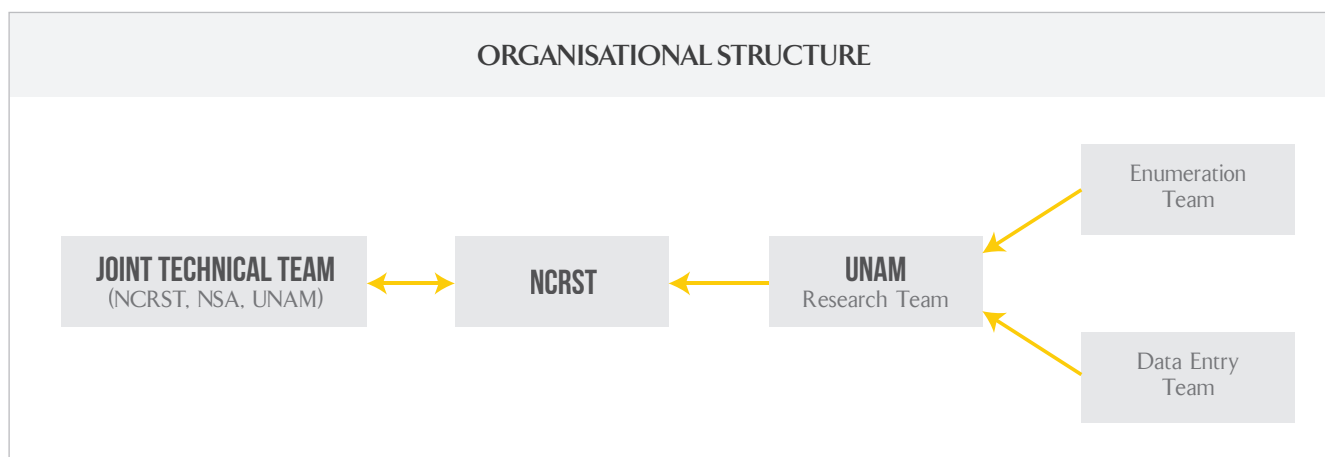 ORGANISATIONAL STRUCTURE
JOINT TECHNICAL TEAM
(NCRST, NSA, UNAM)
NCRST
UNAM
Research Team
Enumeration
Team
Data Entry
Team